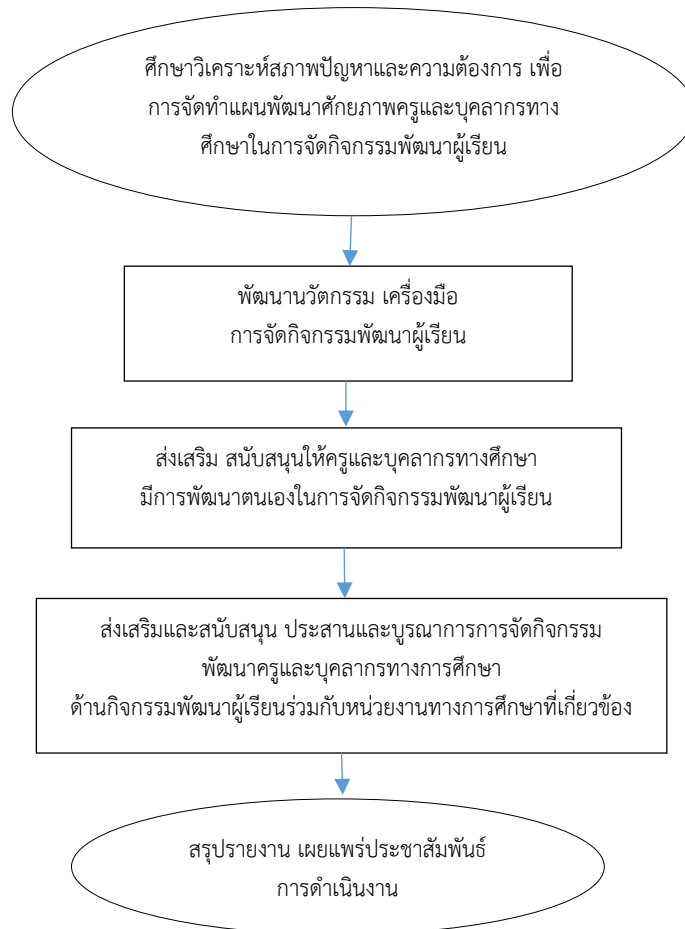 ศึกษาวิเคราะห์สภาพปัญหาและความต้องการ เพื่อ
การจัดทำแผนพัฒนาศักยภาพครูและบุคลากรทาง
ศึกษาในการจัดกิจกรรมพัฒนาผู้เรียน
พัฒนานวัตกรรม เครื่องมือ
การจัดกิจกรรมพัฒนาผู้เรียน
ส่งเสริม สนับสนุนให้ครูและบุคลากรทางศึกษา
มีการพัฒนาตนเองในการจัดกิจกรรมพัฒนาผู้เรียน
ส่งเสริมและสนับสนุน ประสานและบูรณาการการจัดกิจกรรม
พัฒนาครูและบุคลากรทางการศึกษา
ด้านกิจกรรมพัฒนาผู้เรียนร่วมกับหน่วยงานทางการศึกษาที่เกี่ยวข้อง
สรุปรายงาน เผยแพร่ประชาสัมพันธ์
การดำเนินงาน